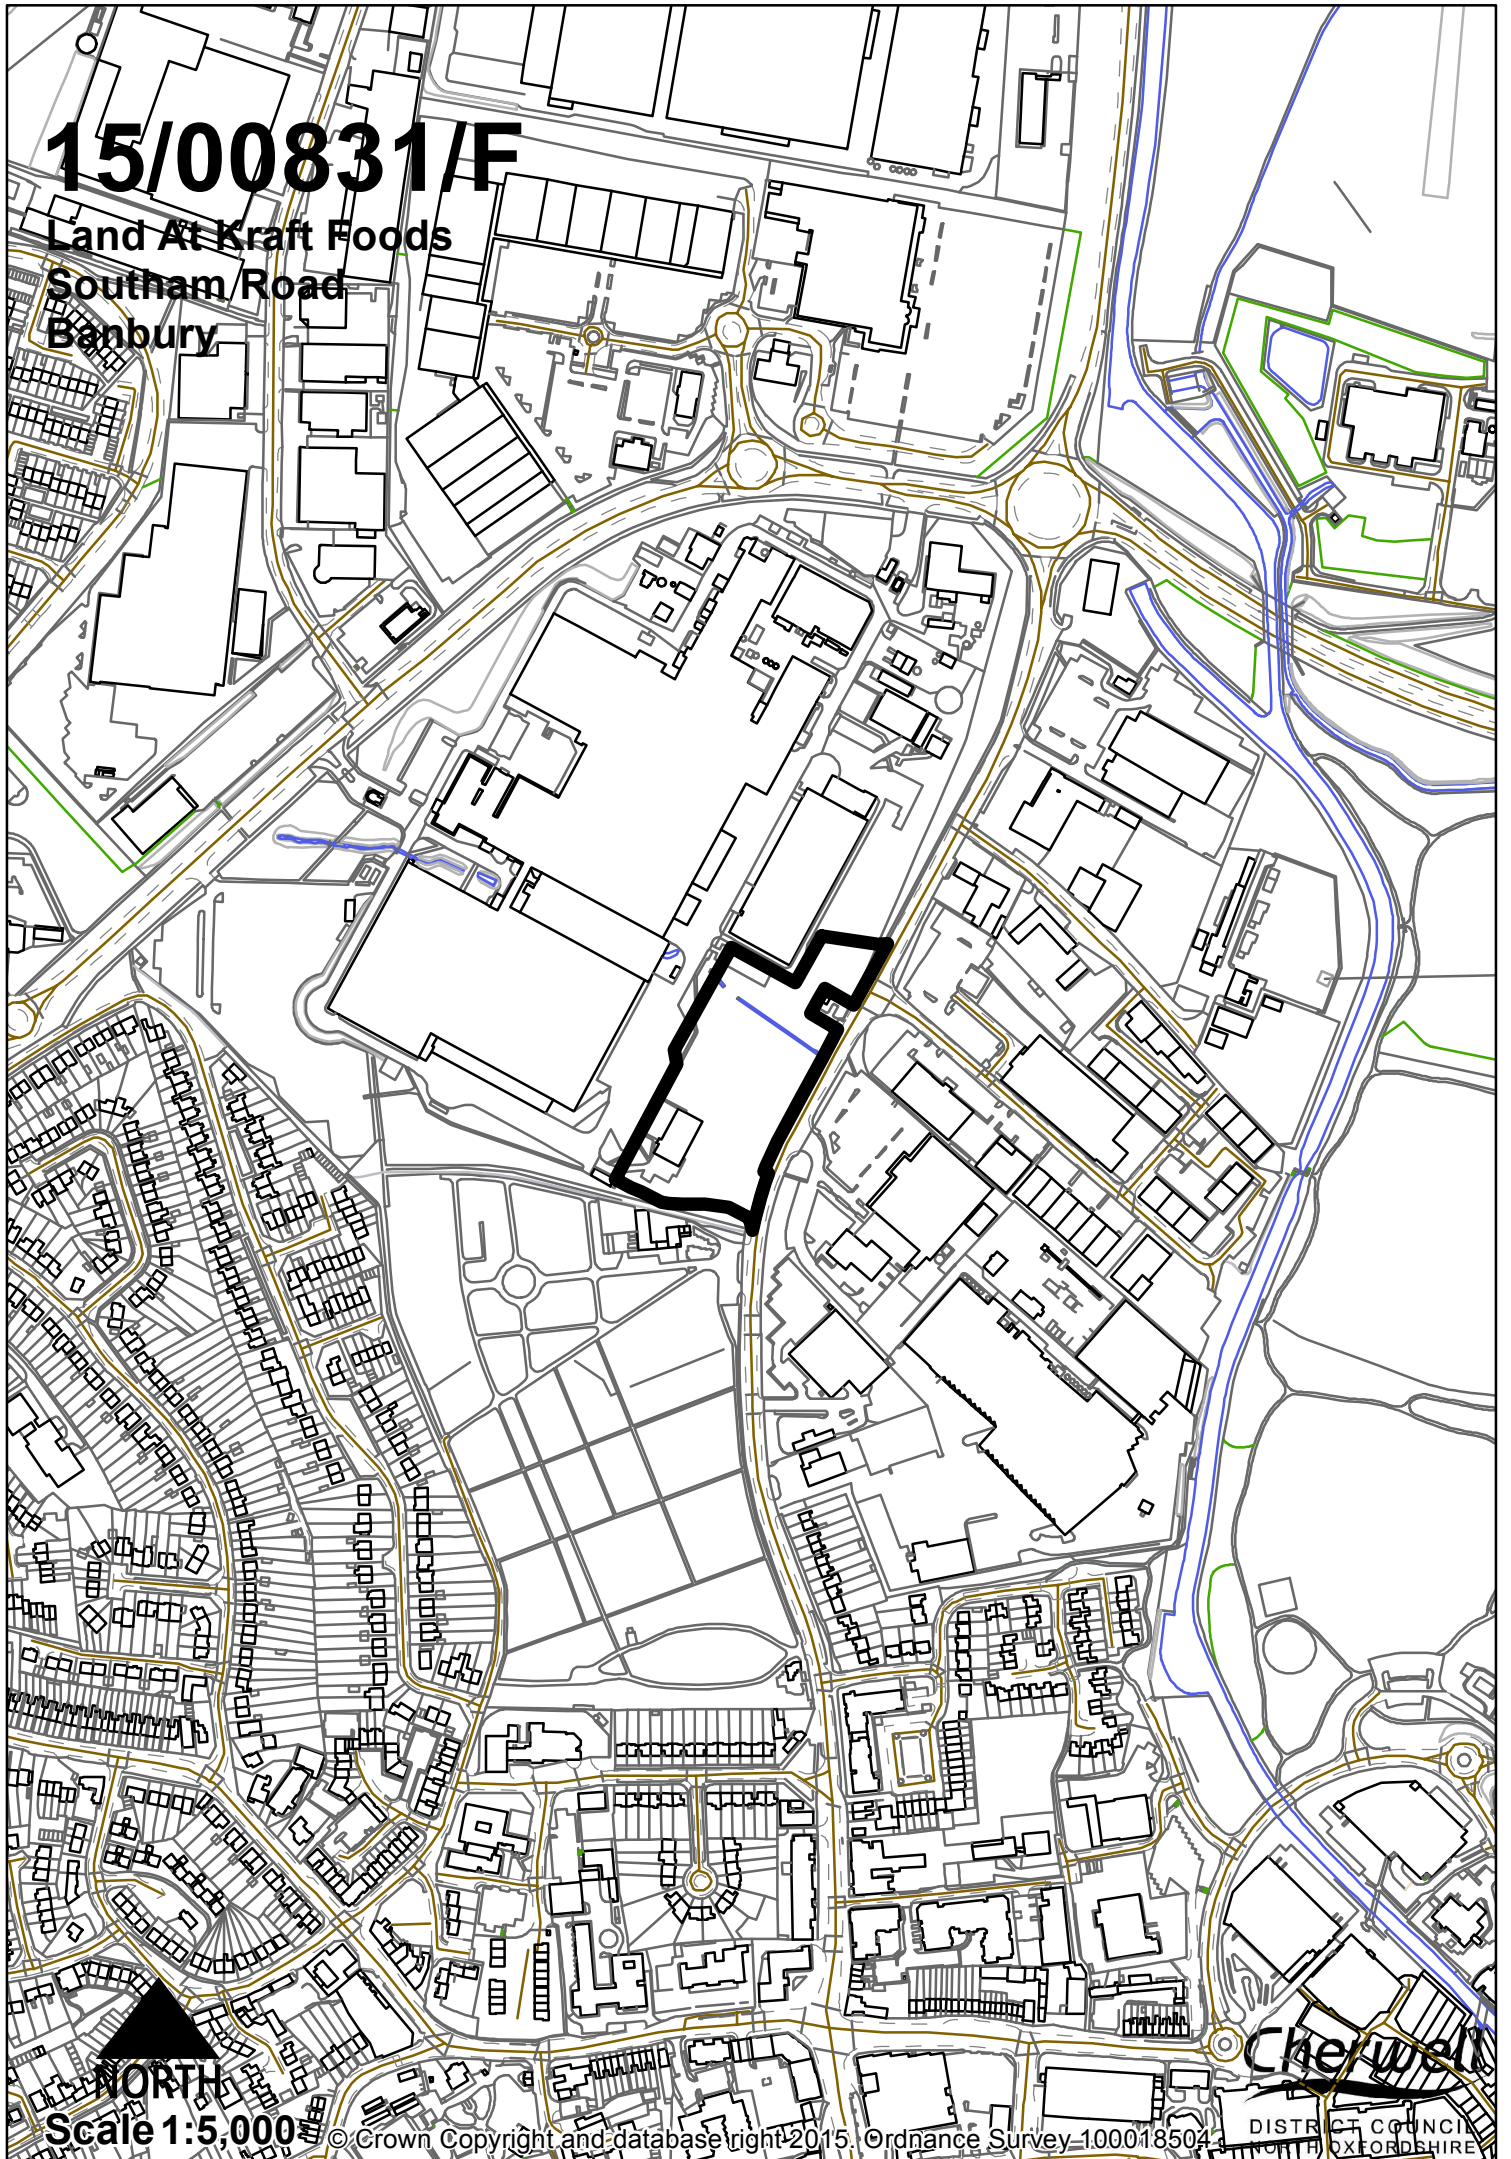 15/00831/F
Land At Kraft Foods
Southam Road
Banbury
NORTH
Scale 1:5,000
© Crown Copyright and database right 2015. Ordnance Survey 100018504
Cherwell
DISTRICT COUNCIL
NORTH OXFORDSHIRE